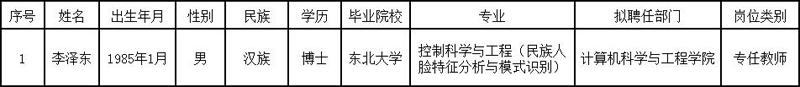 序号 姓名 出生年月 性别 民族 学历 毕业院校 专业 拟聘任部门 岗位类别
1 李泽东 1985年1月 男 汉族 博士 东北大学 控制科学与工程（民族人
脸特征分析与模式识别） 计算机科学与工程学院 专任教师